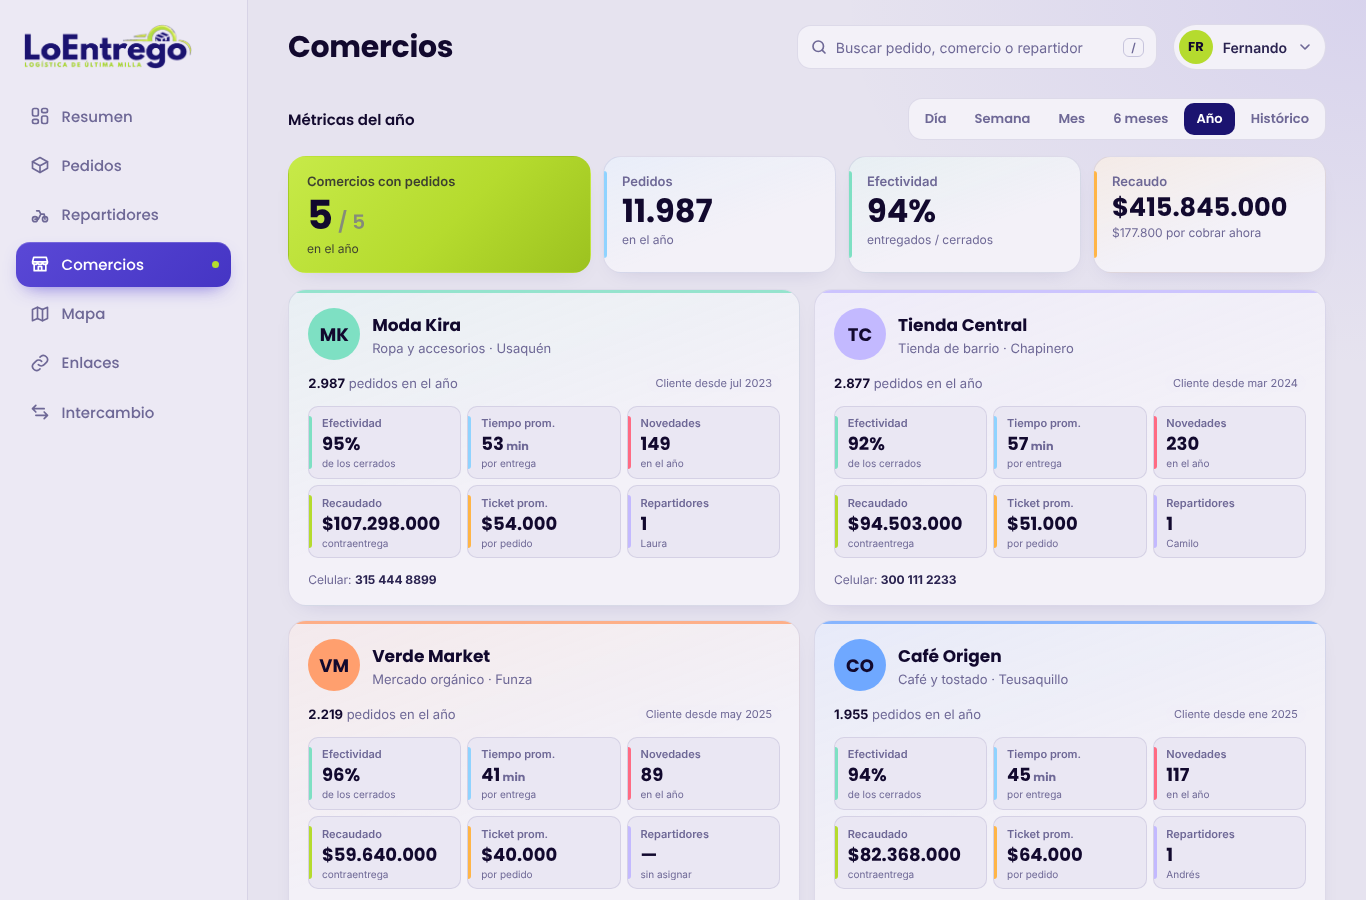 LoEntrego
LOGÍSTICA DE ÚLTIMA MILLA
Resumen
Pedidos
Repartidores
Comercios
Mapa
Enlaces
Intercambio
Comercios
Buscar pedido, comercio o repartidor /
FR Fernando
Métricas del año
Día Semana Mes 6 meses Año Histórico
Comercios con pedidos
5 / 5
en el año
Pedidos
11.987
en el año
Efectividad
94%
entregados / cerrados
Recaudo
$415.845.000
$177.800 por cobrar ahora
MK
Moda Kira
Ropa y accesorios · Usaquén
2.987 pedidos en el año
Cliente desde jul 2023
Efectividad
95%
de los cerrados
Tiempo prom.
53 min
por entrega
Novedades
149
en el año
Recaudado
$107.298.000
contraentrega
Ticket prom.
$54.000
por pedido
Repartidores
1
Laura
Celular: 315 444 8899
TC
Tienda Central
Tienda de barrio · Chapinero
2.877 pedidos en el año
Cliente desde mar 2024
Efectividad
92%
de los cerrados
Tiempo prom.
57 min
por entrega
Novedades
230
en el año
Recaudado
$94.503.000
contraentrega
Ticket prom.
$51.000
por pedido
Repartidores
1
Camilo
Celular: 300 111 2233
VM
Verde Market
Mercado orgánico · Funza
2.219 pedidos en el año
Cliente desde may 2025
Efectividad
96%
de los cerrados
Tiempo prom.
41 min
por entrega
Novedades
89
en el año
Recaudado
$59.640.000
contraentrega
Ticket prom.
$40.000
por pedido
Repartidores
—
sin asignar
CO
Café Origen
Café y tostado · Teusaquillo
1.955 pedidos en el año
Cliente desde ene 2025
Efectividad
94%
de los cerrados
Tiempo prom.
45 min
por entrega
Novedades
117
en el año
Recaudado
$82.368.000
contraentrega
Ticket prom.
$64.000
por pedido
Repartidores
1
Andrés